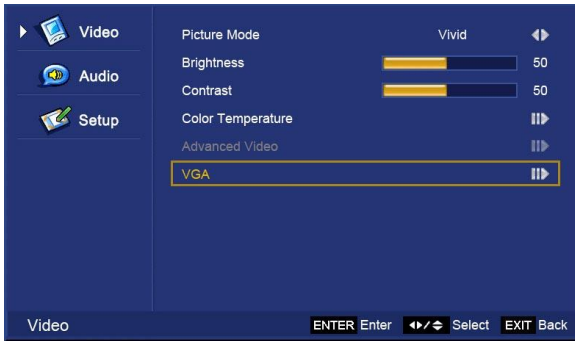 Video
Audio
Setup
Picture Mode Vivid
Brightness 50
Contrast 50
Color Temperature
Advanced Video
VGA
Video ENTER Enter / Select EXIT Back